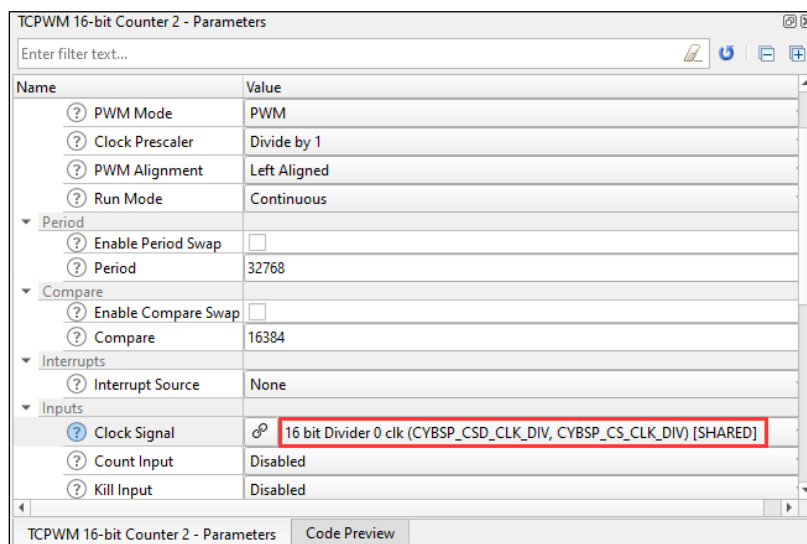 TCPWM 16-bit Counter 2 - Parameters
Enter filter text...
Name Value
PWM Mode PWM
Clock Prescaler Divide by 1
PWM Alignment Left Aligned
Run Mode Continuous
Period
Enable Period Swap
Period 32768
Compare
Enable Compare Swap
Compare 16384
Interrupts
Interrupt Source None
Inputs
Clock Signal 16 bit Divider 0 clk (CYBSP_CSD_CLK_DIV, CYBSP_CS_CLK_DIV) [SHARED]
Count Input Disabled
Kill Input Disabled
TCPWM 16-bit Counter 2 - Parameters Code Preview